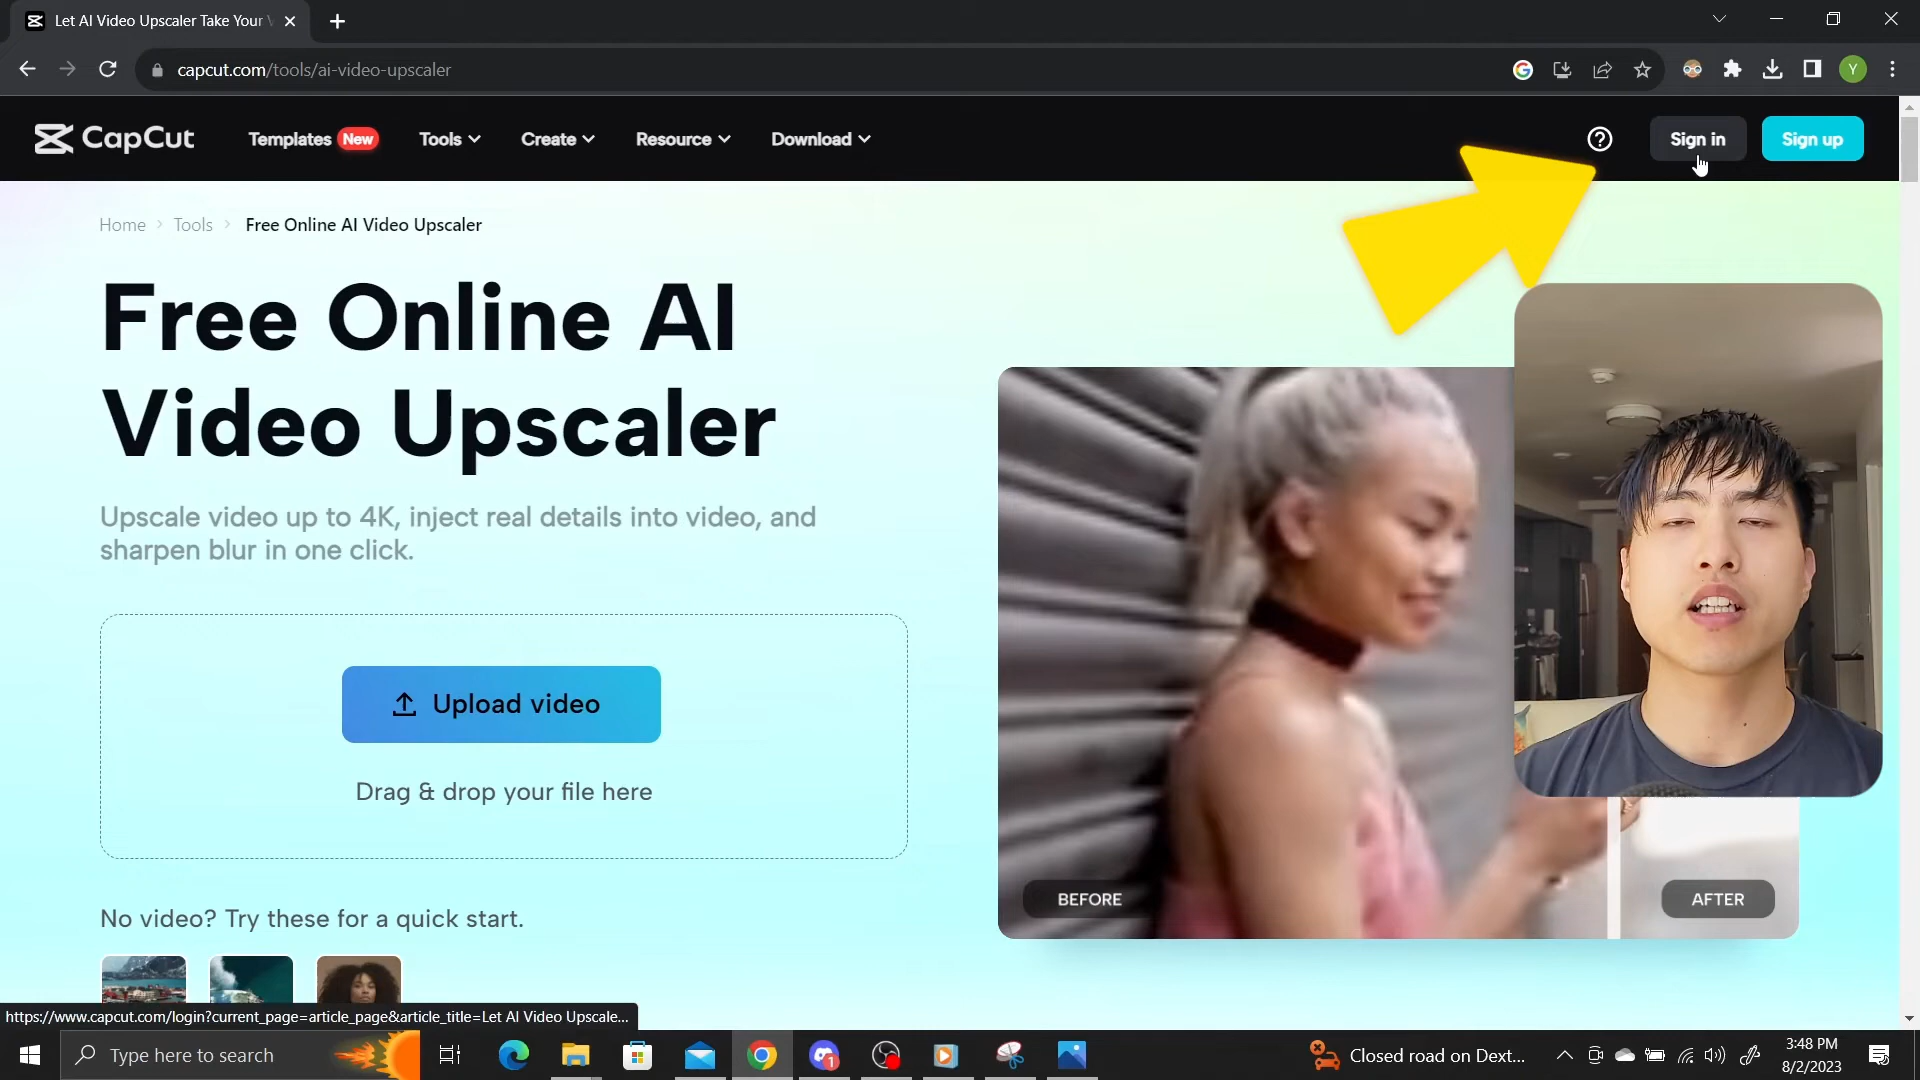 Let AI Video Upscaler Take Your V
capcut.com/tools/ai-video-upscaler
Y
CapCut
Templates New
Tools
Create
Resource
Download
Sign in
Sign up
Home > Tools > Free Online AI Video Upscaler
Free Online AI
Video Upscaler
Upscale video up to 4K, inject real details into video, and
sharpen blur in one click.
Upload video
Drag & drop your file here
BEFORE
AFTER
No video? Try these for a quick start.
https://www.capcut.com/login?current_page=article_page&article_title=Let AI Video Upscale...
Type here to search
1
Closed road on Dext...
3:48 PM
8/2/2023